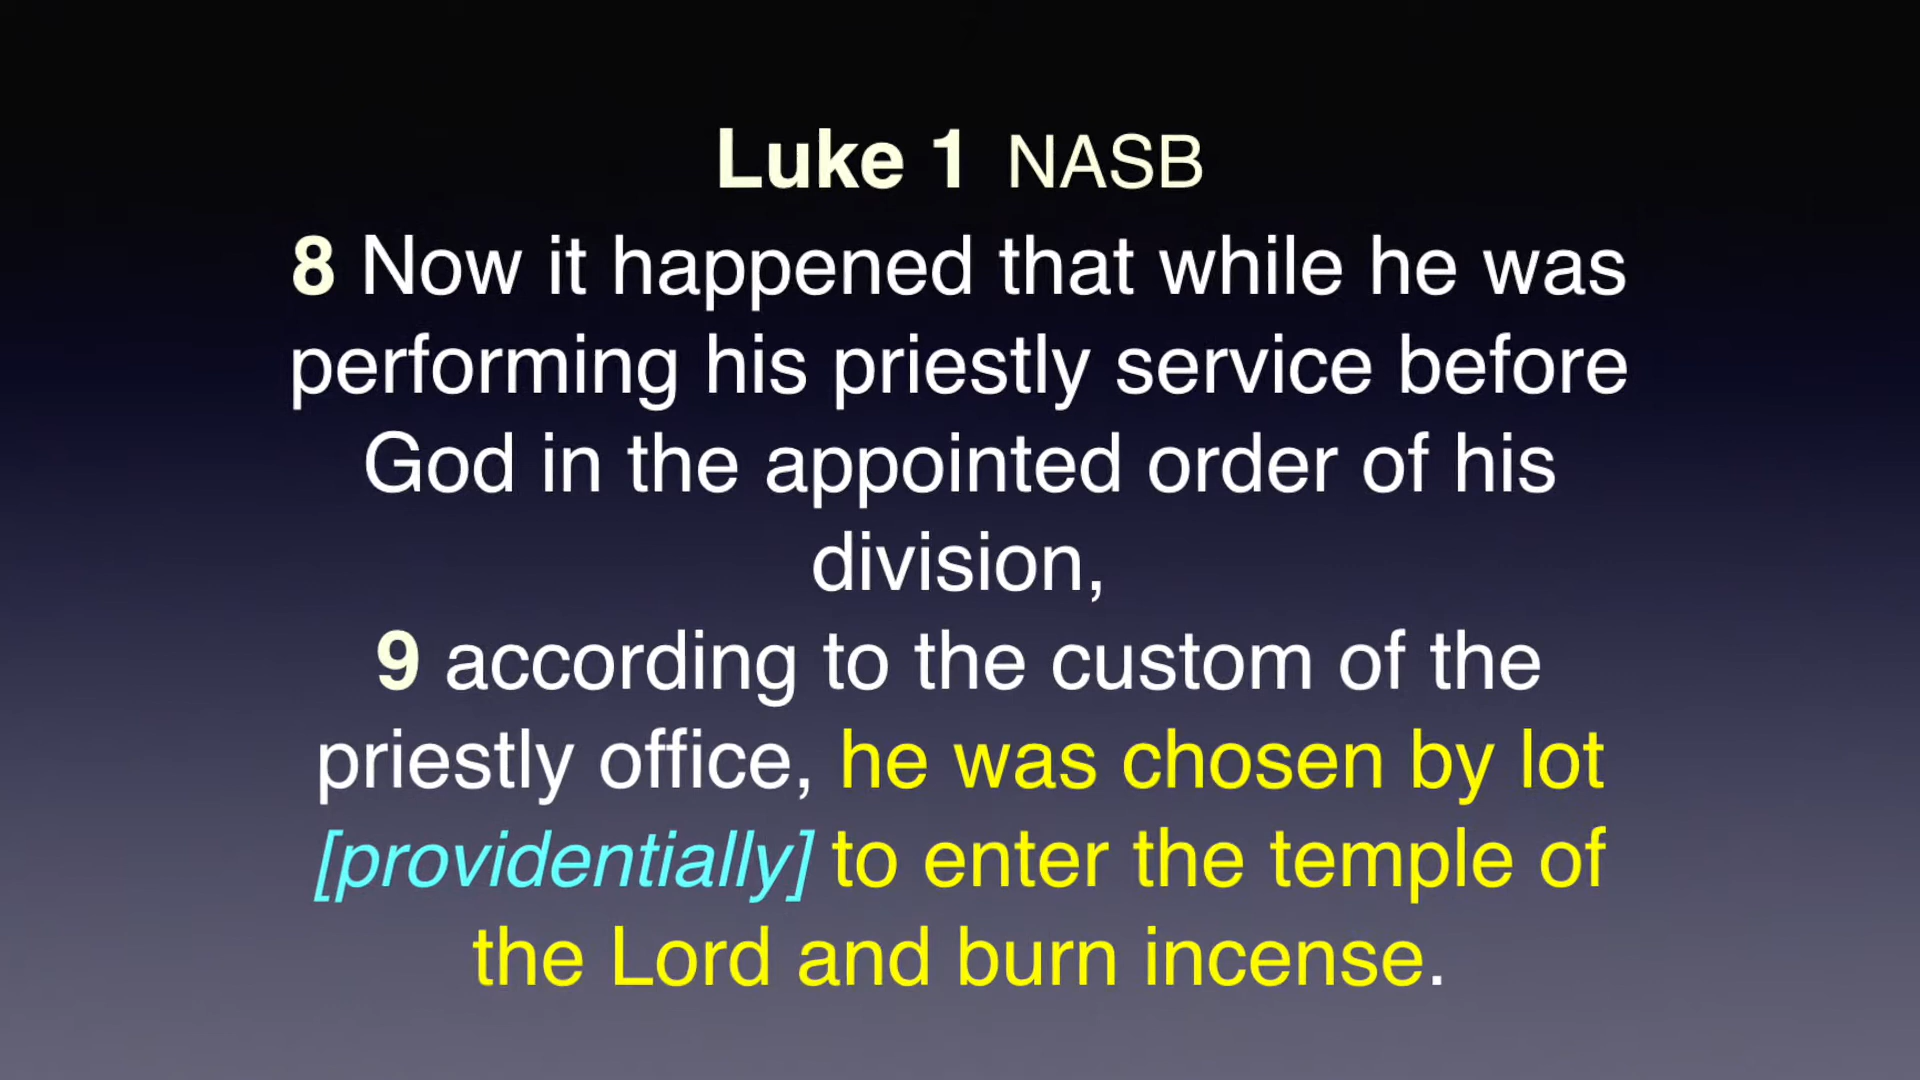 Luke 1 NASB
8 Now it happened that while he was
performing his priestly service before
God in the appointed order of his
division,
9 according to the custom of the
priestly office, he was chosen by lot
[providentially] to enter the temple of
the Lord and burn incense.